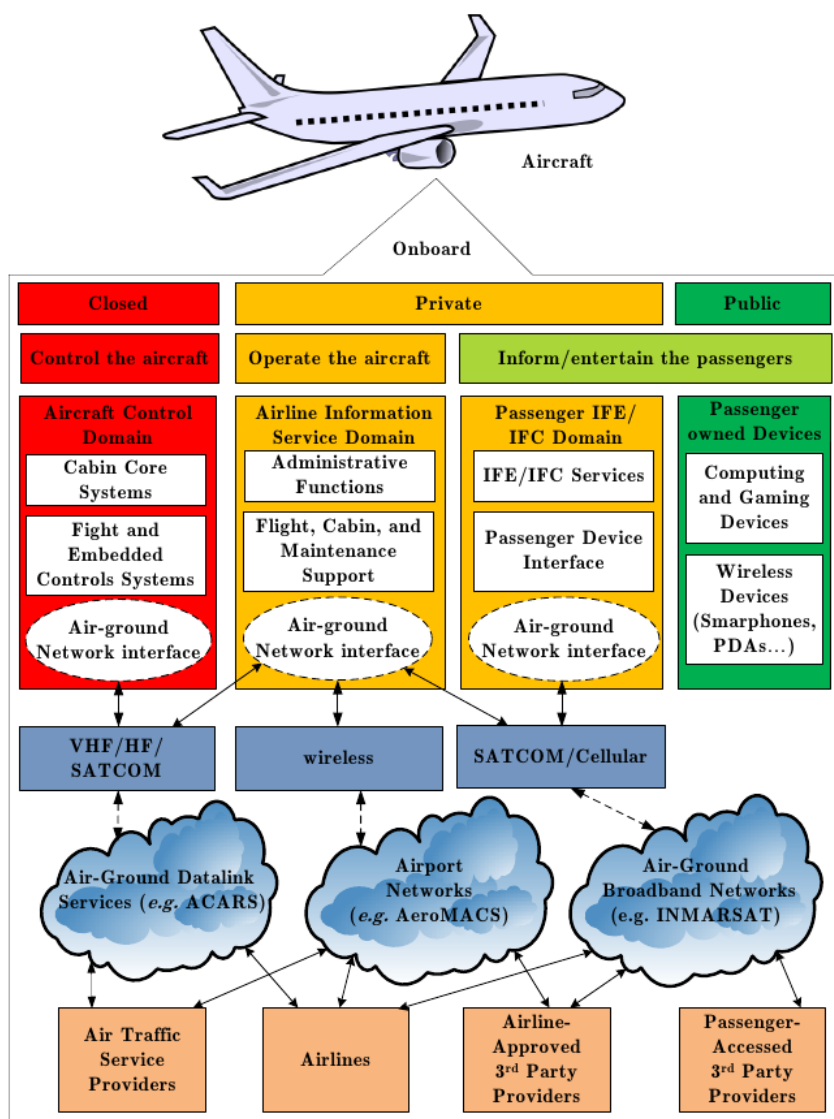 Aircraft
Onboard
Closed
Private
Public
Control the aircraft
Operate the aircraft
Inform/entertain the passengers
Aircraft Control
Domain
Cabin Core
Systems
Fight and
Embedded
Controls Systems
Air-ground
Network interface
Airline Information
Service Domain
Administrative
Functions
Flight, Cabin, and
Maintenance
Support
Air-ground
Network interface
Passenger IFE/
IFC Domain
IFE/IFC Services
Passenger Device
Interface
Air-ground
Network interface
Passenger
owned Devices
Computing
and Gaming
Devices
Wireless
Devices
(Smarphones,
PDAs...)
VHF/HF/
SATCOM
wireless
SATCOM/Cellular
Air-Ground Datalink
Services (e.g. ACARS)
Airport
Networks
(e.g. AeroMACS)
Air-Ground
Broadband Networks
(e.g. INMARSAT)
Air Traffic
Service
Providers
Airlines
Airline-
Approved
3rd Party
Providers
Passenger-
Accessed
3rd Party
Providers